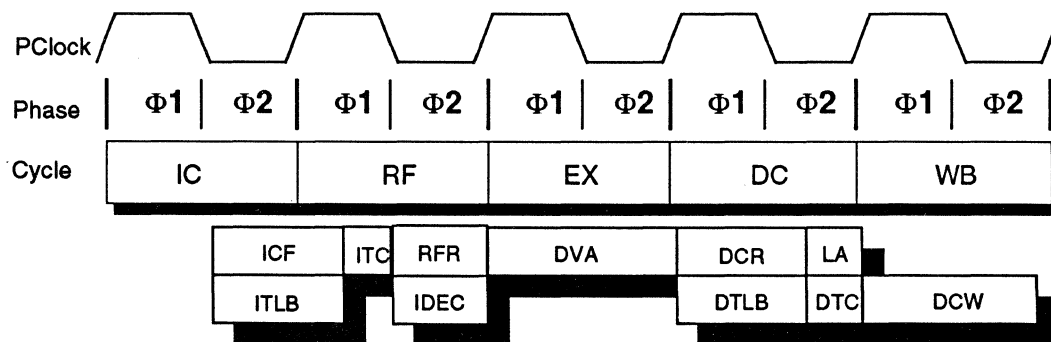 PClock
Phase Φ1 Φ2 Φ1 Φ2 Φ1 Φ2 Φ1 Φ2 Φ1 Φ2
Cycle IC RF EX DC WB
ICF ITC RFR DVA DCR LA
ITLB IDEC DTLB DTC DCW